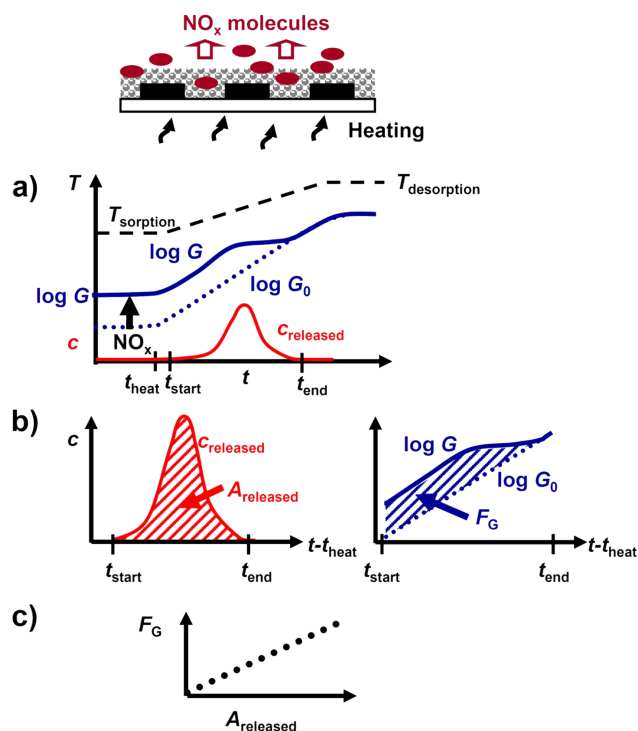 NOx molecules
Heating
a)
T
Tsorption
Tdesorption
log G
log G
log G0
NOx
c
creleased
theat
tstart
t
tend
b)
c
creleased
Areleased
tstart
tend
t-theat
log G
log G0
FG
tstart
tend
t-theat
c)
FG
Areleased